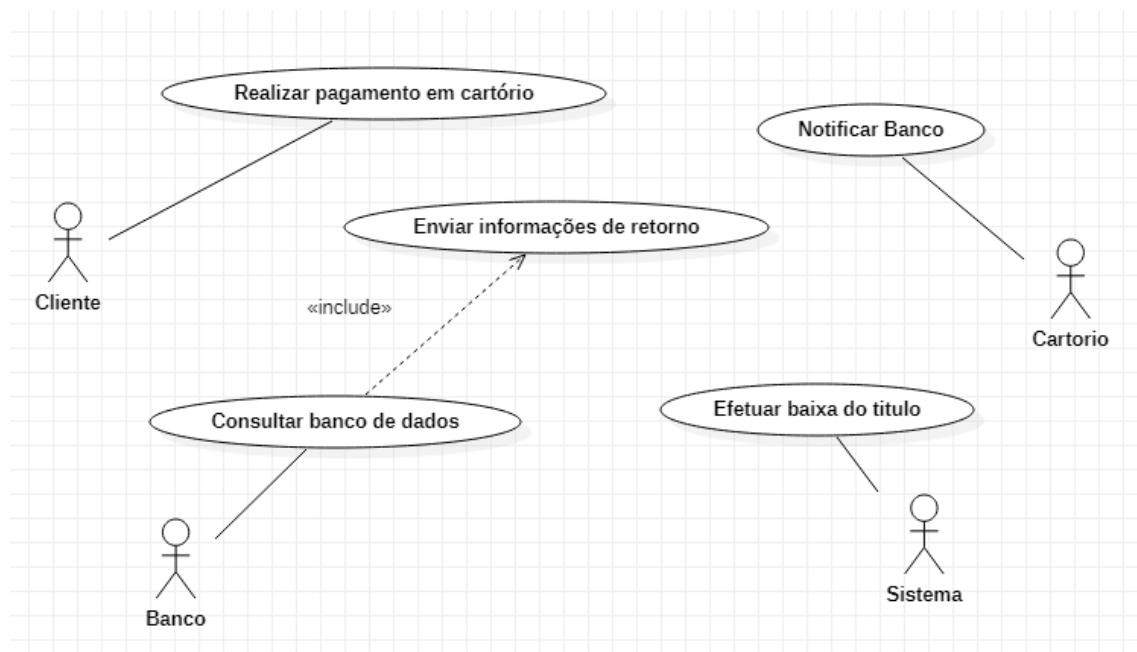 Realizar pagamento em cartório
Notificar Banco
Enviar informações de retorno
Cliente
«include»
Cartorio
Consultar banco de dados
Efetuar baixa do titulo
Banco
Sistema